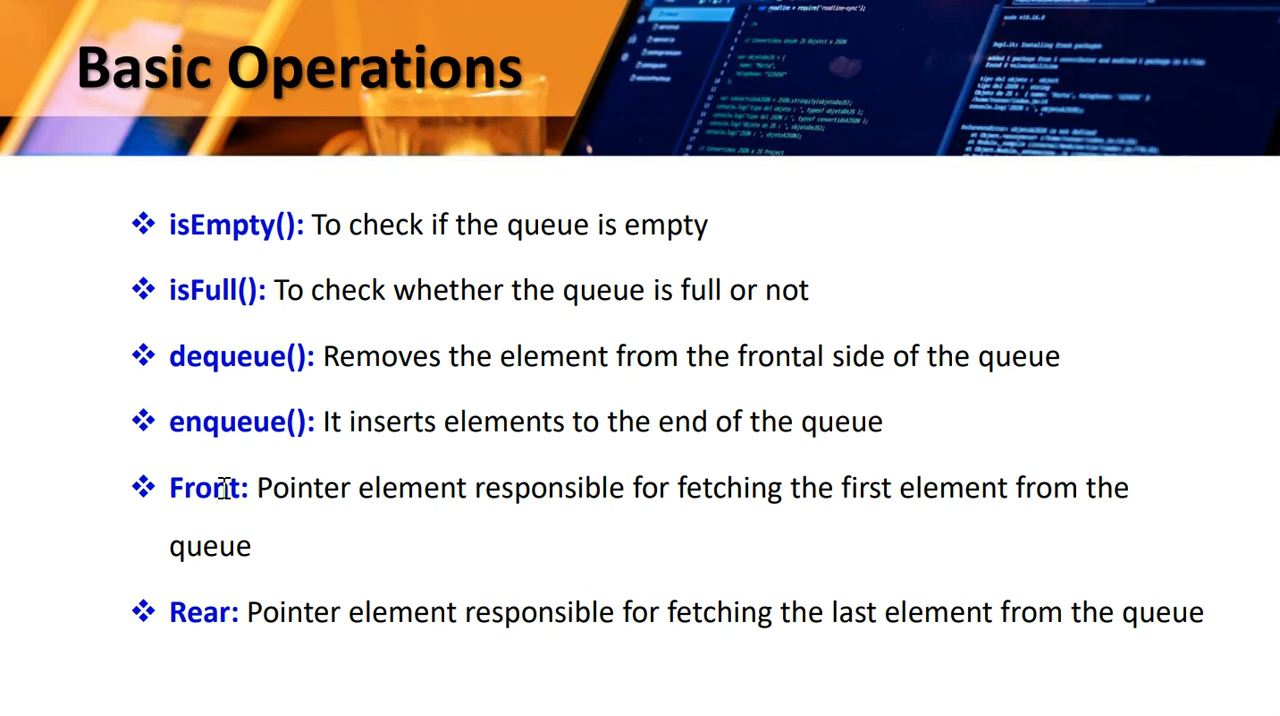 Basic Operations
❖ isEmpty(): To check if the queue is empty
❖ isFull(): To check whether the queue is full or not
❖ dequeue(): Removes the element from the frontal side of the queue
❖ enqueue(): It inserts elements to the end of the queue
❖ Front: Pointer element responsible for fetching the first element from the
queue
❖ Rear: Pointer element responsible for fetching the last element from the queue